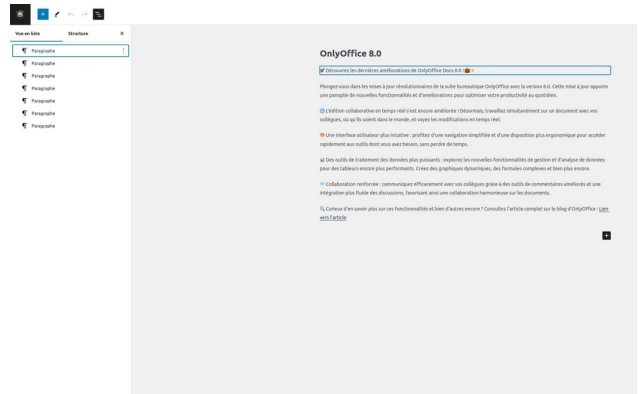 Vue en liste
Structure
×
¶ Paragraphe
¶ Paragraphe
¶ Paragraphe
¶ Paragraphe
¶ Paragraphe
¶ Paragraphe
¶ Paragraphe
OnlyOffice 8.0
🚀 Découvrez les dernières améliorations de OnlyOffice Docs 8.0 !💼✨
Plongez-vous dans les mises à jour révolutionnaires de la suite bureautique OnlyOffice avec la version 8.0. Cette mise à jour apporte
une panoplie de nouvelles fonctionnalités et d'améliorations pour optimiser votre productivité au quotidien.
L'édition collaborative en temps réel s'est encore améliorée ! Désormais, travaillez simultanément sur un document avec vos
collègues, où qu'ils soient dans le monde, et voyez les modifications en temps réel.
Une interface utilisateur plus intuitive : profitez d'une navigation simplifiée et d'une disposition plus ergonomique pour accéder
rapidement aux outils dont vous avez besoin, sans perdre de temps.
Des outils de traitement des données plus puissants : explorez les nouvelles fonctionnalités de gestion et d'analyse de données
pour des tableurs encore plus performants. Créez des graphiques dynamiques, des formules complexes et bien plus encore.
Collaboration renforcée : communiquez efficacement avec vos collègues grâce à des outils de commentaires améliorés et une
intégration plus fluide des discussions, favorisant ainsi une collaboration harmonieuse sur les documents.
🔍 Curieux d'en savoir plus sur ces fonctionnalités et bien d'autres encore ? Consultez l'article complet sur le blog d'OnlyOffice : Lien
vers l'article